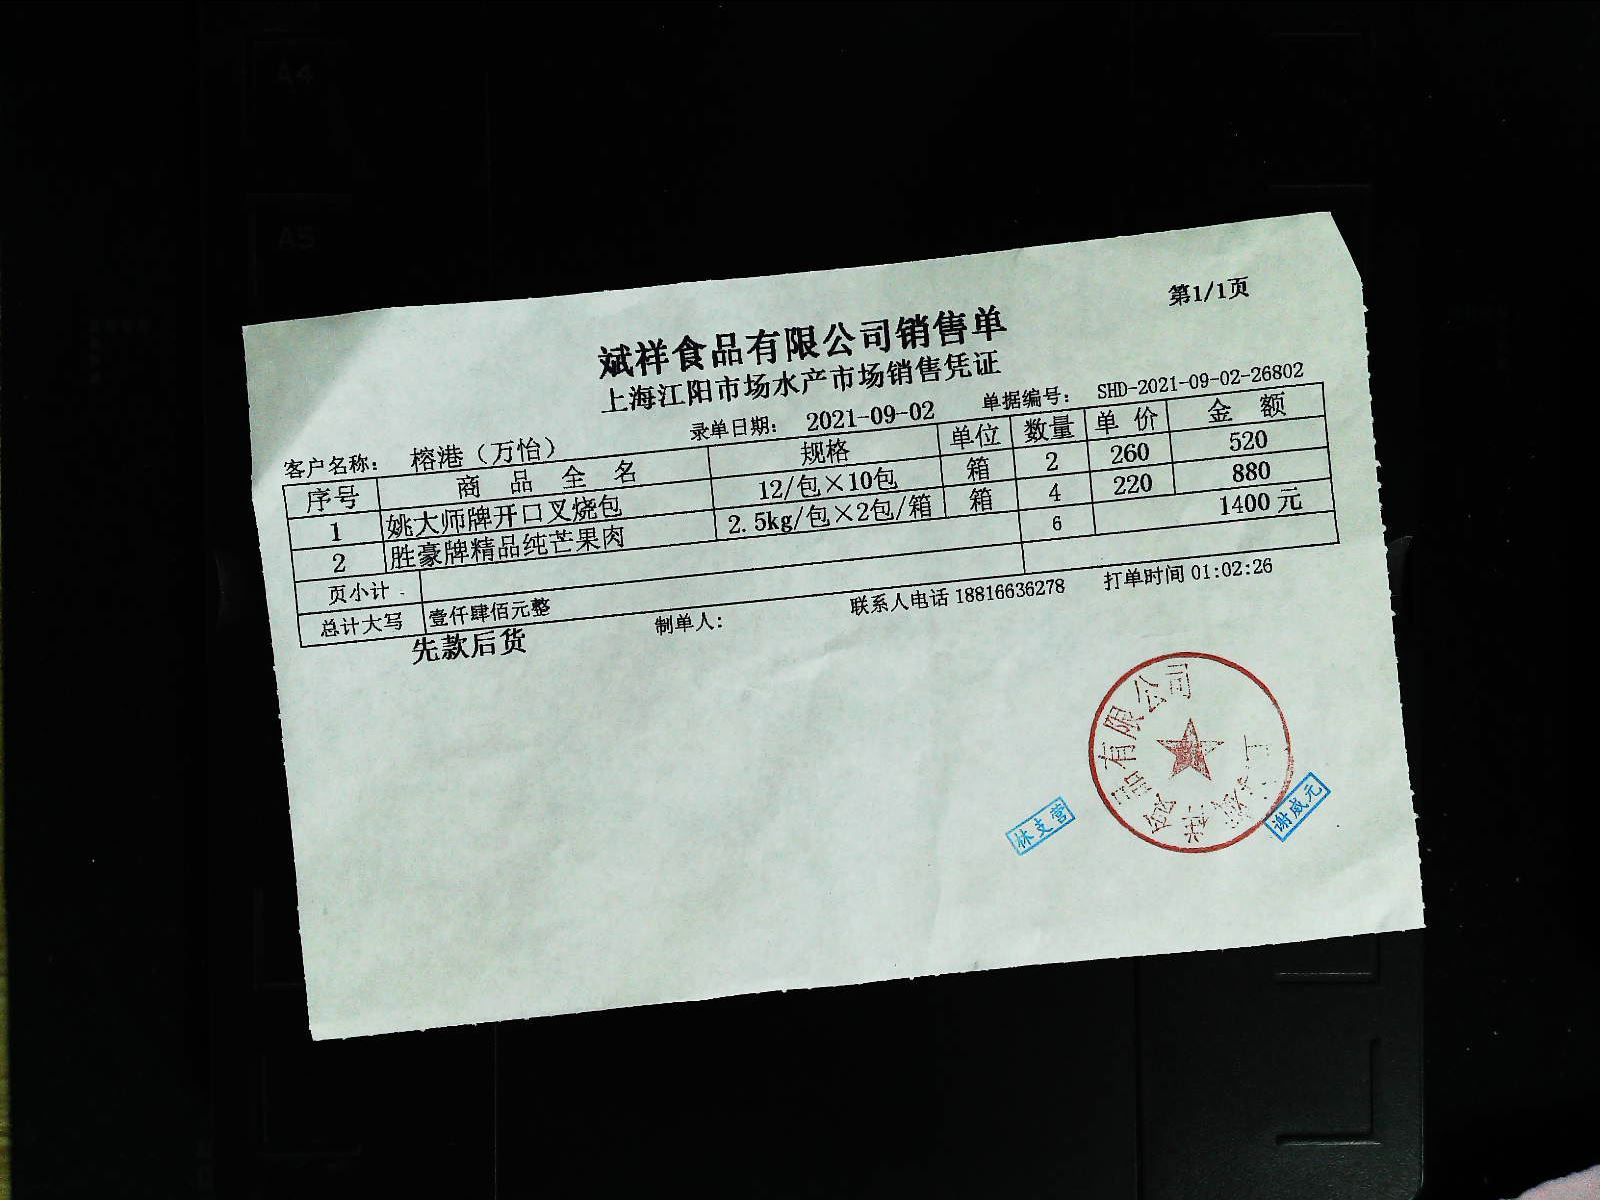 第1/1页
斌祥食品有限公司销售单
上海江阳市场水产市场销售凭证
客户名称: 榕港（万怡） 录单日期: 2021-09-02 单据编号: SHD-2021-09-02-26802
序号 商品全名 规格 单位 数量 单价 金额
1 姚大师牌开口叉烧包 12/包×10包 箱 2 260 520
2 胜豪牌精品纯芒果肉 2.5kg/包×2包/箱 箱 4 220 880
页小计 6 1400元
总计大写 壹仟肆佰元整
先款后货 制单人: 联系人电话 18816636278 打单时间 01:02:26
食品有限公司
林支营
谢威元
A4
A5